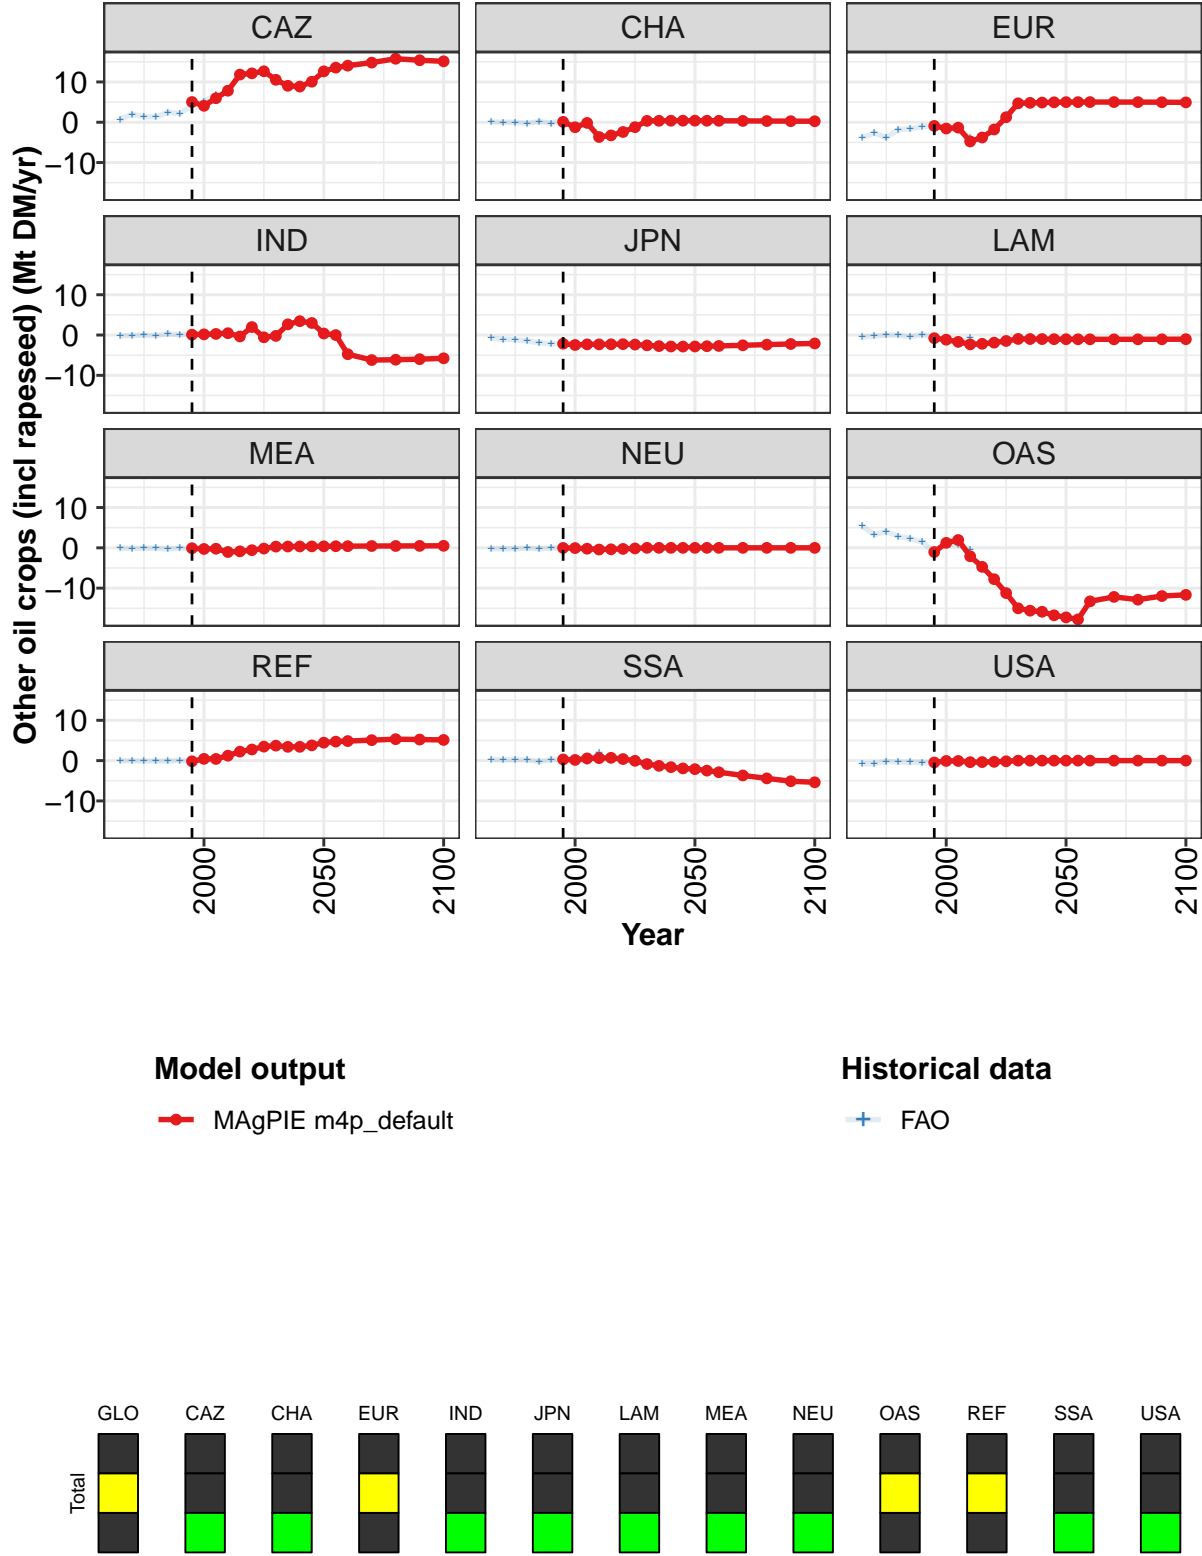 CAZ CHA EUR
10
0
−10
IND JPN LAM
10
0
−10
MEA NEU OAS
10
0
−10
REF SSA USA
10
0
−10
Other oil crops (incl rapeseed) (Mt DM/yr)
2000 2050 2100 2000 2050 2100 2000 2050 2100
Year
Model output Historical data
MAgPIE m4p_default FAO
GLO CAZ CHA EUR IND JPN LAM MEA NEU OAS REF SSA USA
Total